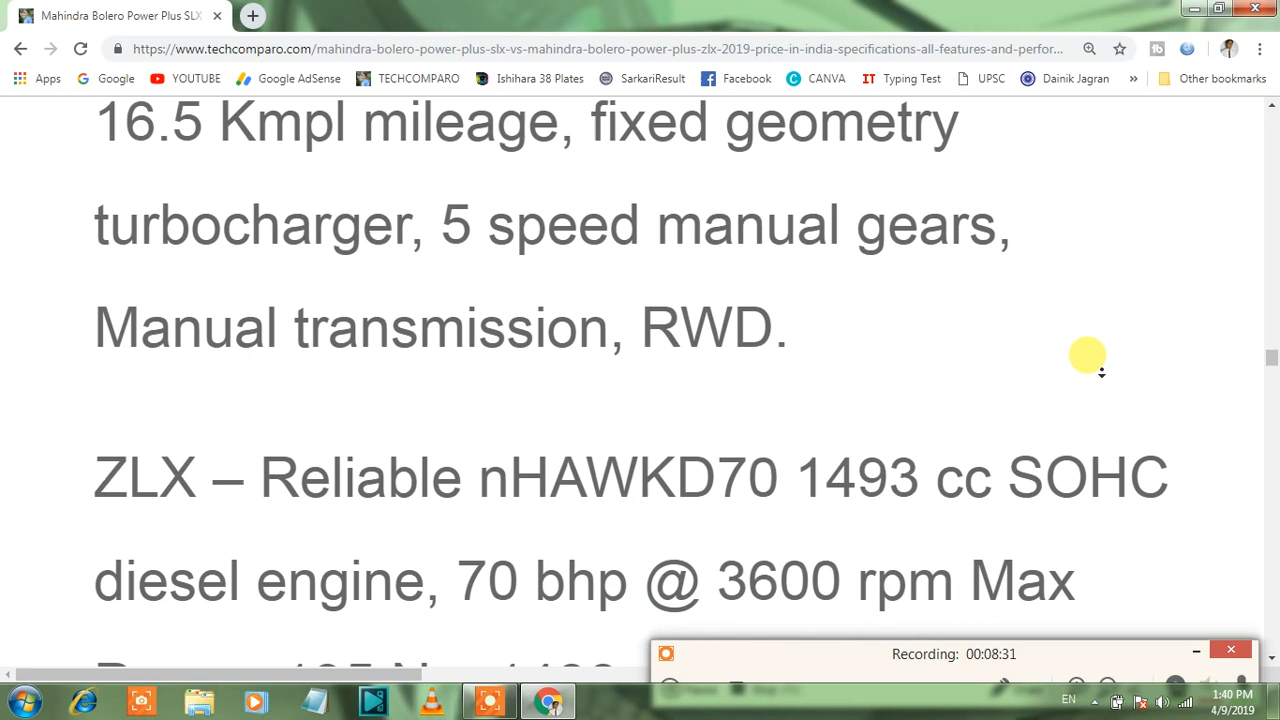 Mahindra Bolero Power Plus SLX
https://www.techcomparo.com/mahindra-bolero-power-plus-slx-vs-mahindra-bolero-power-plus-zlx-2019-price-in-india-specifications-all-features-and-perfor...
Apps Google YOUTUBE Google AdSense TECHCOMPARO Ishihara 38 Plates SarkariResult Facebook CANVA Typing Test UPSC Dainik Jagran » Other bookmarks
16.5 Kmpl mileage, fixed geometry
turbocharger, 5 speed manual gears,
Manual transmission, RWD.
ZLX – Reliable nHAWKD70 1493 cc SOHC
diesel engine, 70 bhp @ 3600 rpm Max
Recording: 00:08:31
EN 1:40 PM
4/9/2019